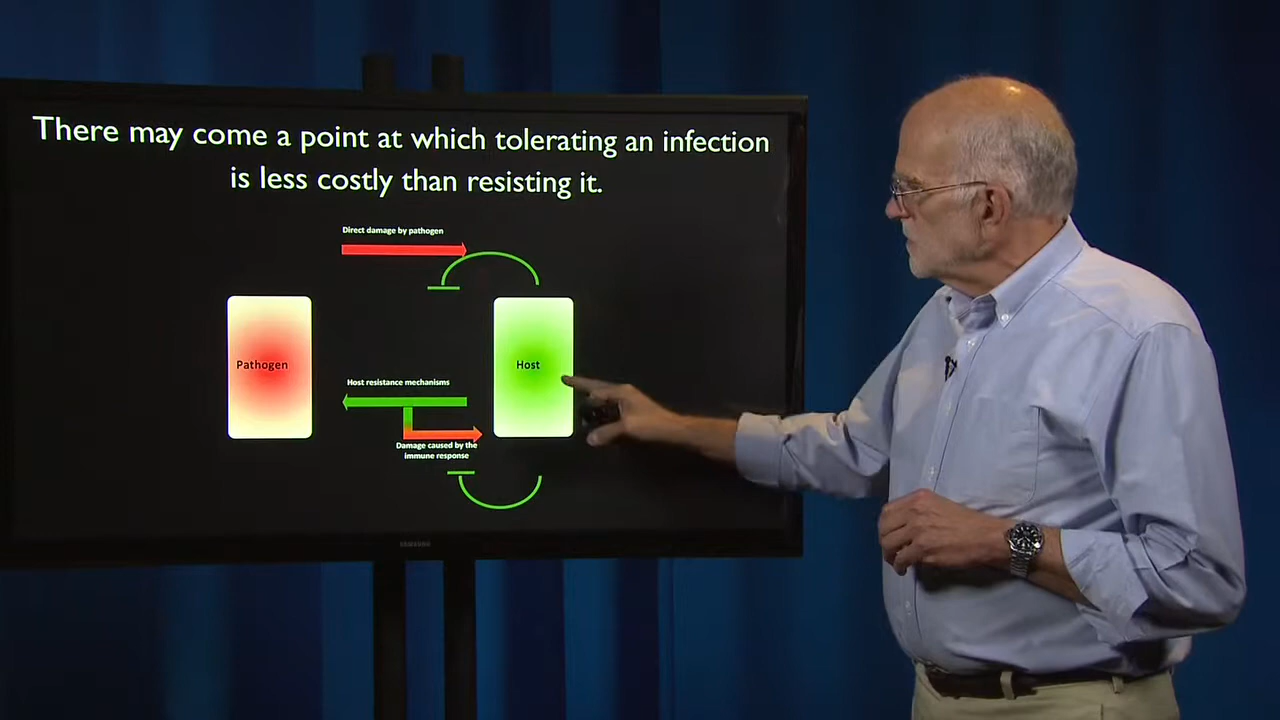 There may come a point at which tolerating an infection
is less costly than resisting it.
Direct damage by pathogen
Pathogen
Host
Host resistance mechanisms
Damage caused by the
immune response
SAMSUNG